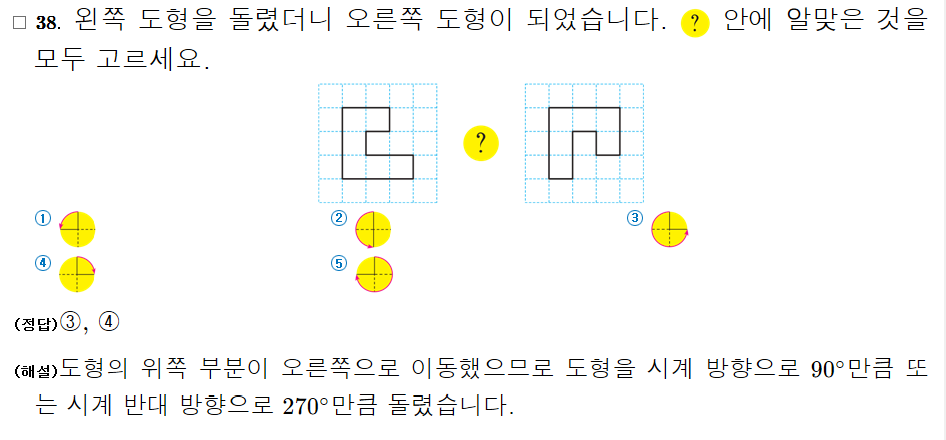 □ 38. 왼쪽 도형을 돌렸더니 오른쪽 도형이 되었습니다. ? 안에 알맞은 것을
모두 고르세요.
?
① ② ③
④ ⑤
(정답)③, ④
(해설)도형의 위쪽 부분이 오른쪽으로 이동했으므로 도형을 시계 방향으로 90°만큼 또
는 시계 반대 방향으로 270°만큼 돌렸습니다.